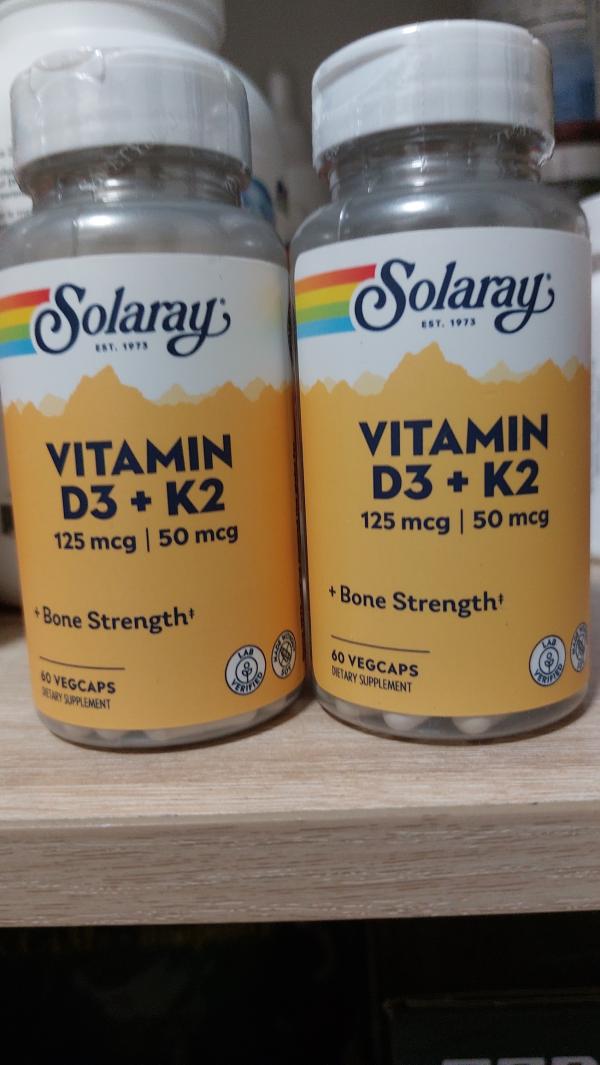 Solaray
EST. 1973
VITAMIN
D3 + K2
125 mcg | 50 mcg
+ Bone Strength‡
60 VEGCAPS
DIETARY SUPPLEMENT
LAB
VERIFIED
Solaray
EST. 1973
VITAMIN
D3 + K2
125 mcg | 50 mcg
+ Bone Strength‡
60 VEGCAPS
DIETARY SUPPLEMENT
LAB
VERIFIED